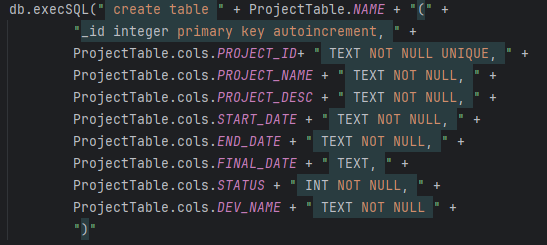 db.execSQL(" create table " + ProjectTable.NAME + "(" +
"_id integer primary key autoincrement, " +
ProjectTable.cols.PROJECT_ID+ " TEXT NOT NULL UNIQUE, " +
ProjectTable.cols.PROJECT_NAME + " TEXT NOT NULL, " +
ProjectTable.cols.PROJECT_DESC + " TEXT NOT NULL, " +
ProjectTable.cols.START_DATE + " TEXT NOT NULL, " +
ProjectTable.cols.END_DATE + " TEXT NOT NULL, " +
ProjectTable.cols.FINAL_DATE + " TEXT, " +
ProjectTable.cols.STATUS + " INT NOT NULL, " +
ProjectTable.cols.DEV_NAME + " TEXT NOT NULL " +
")"